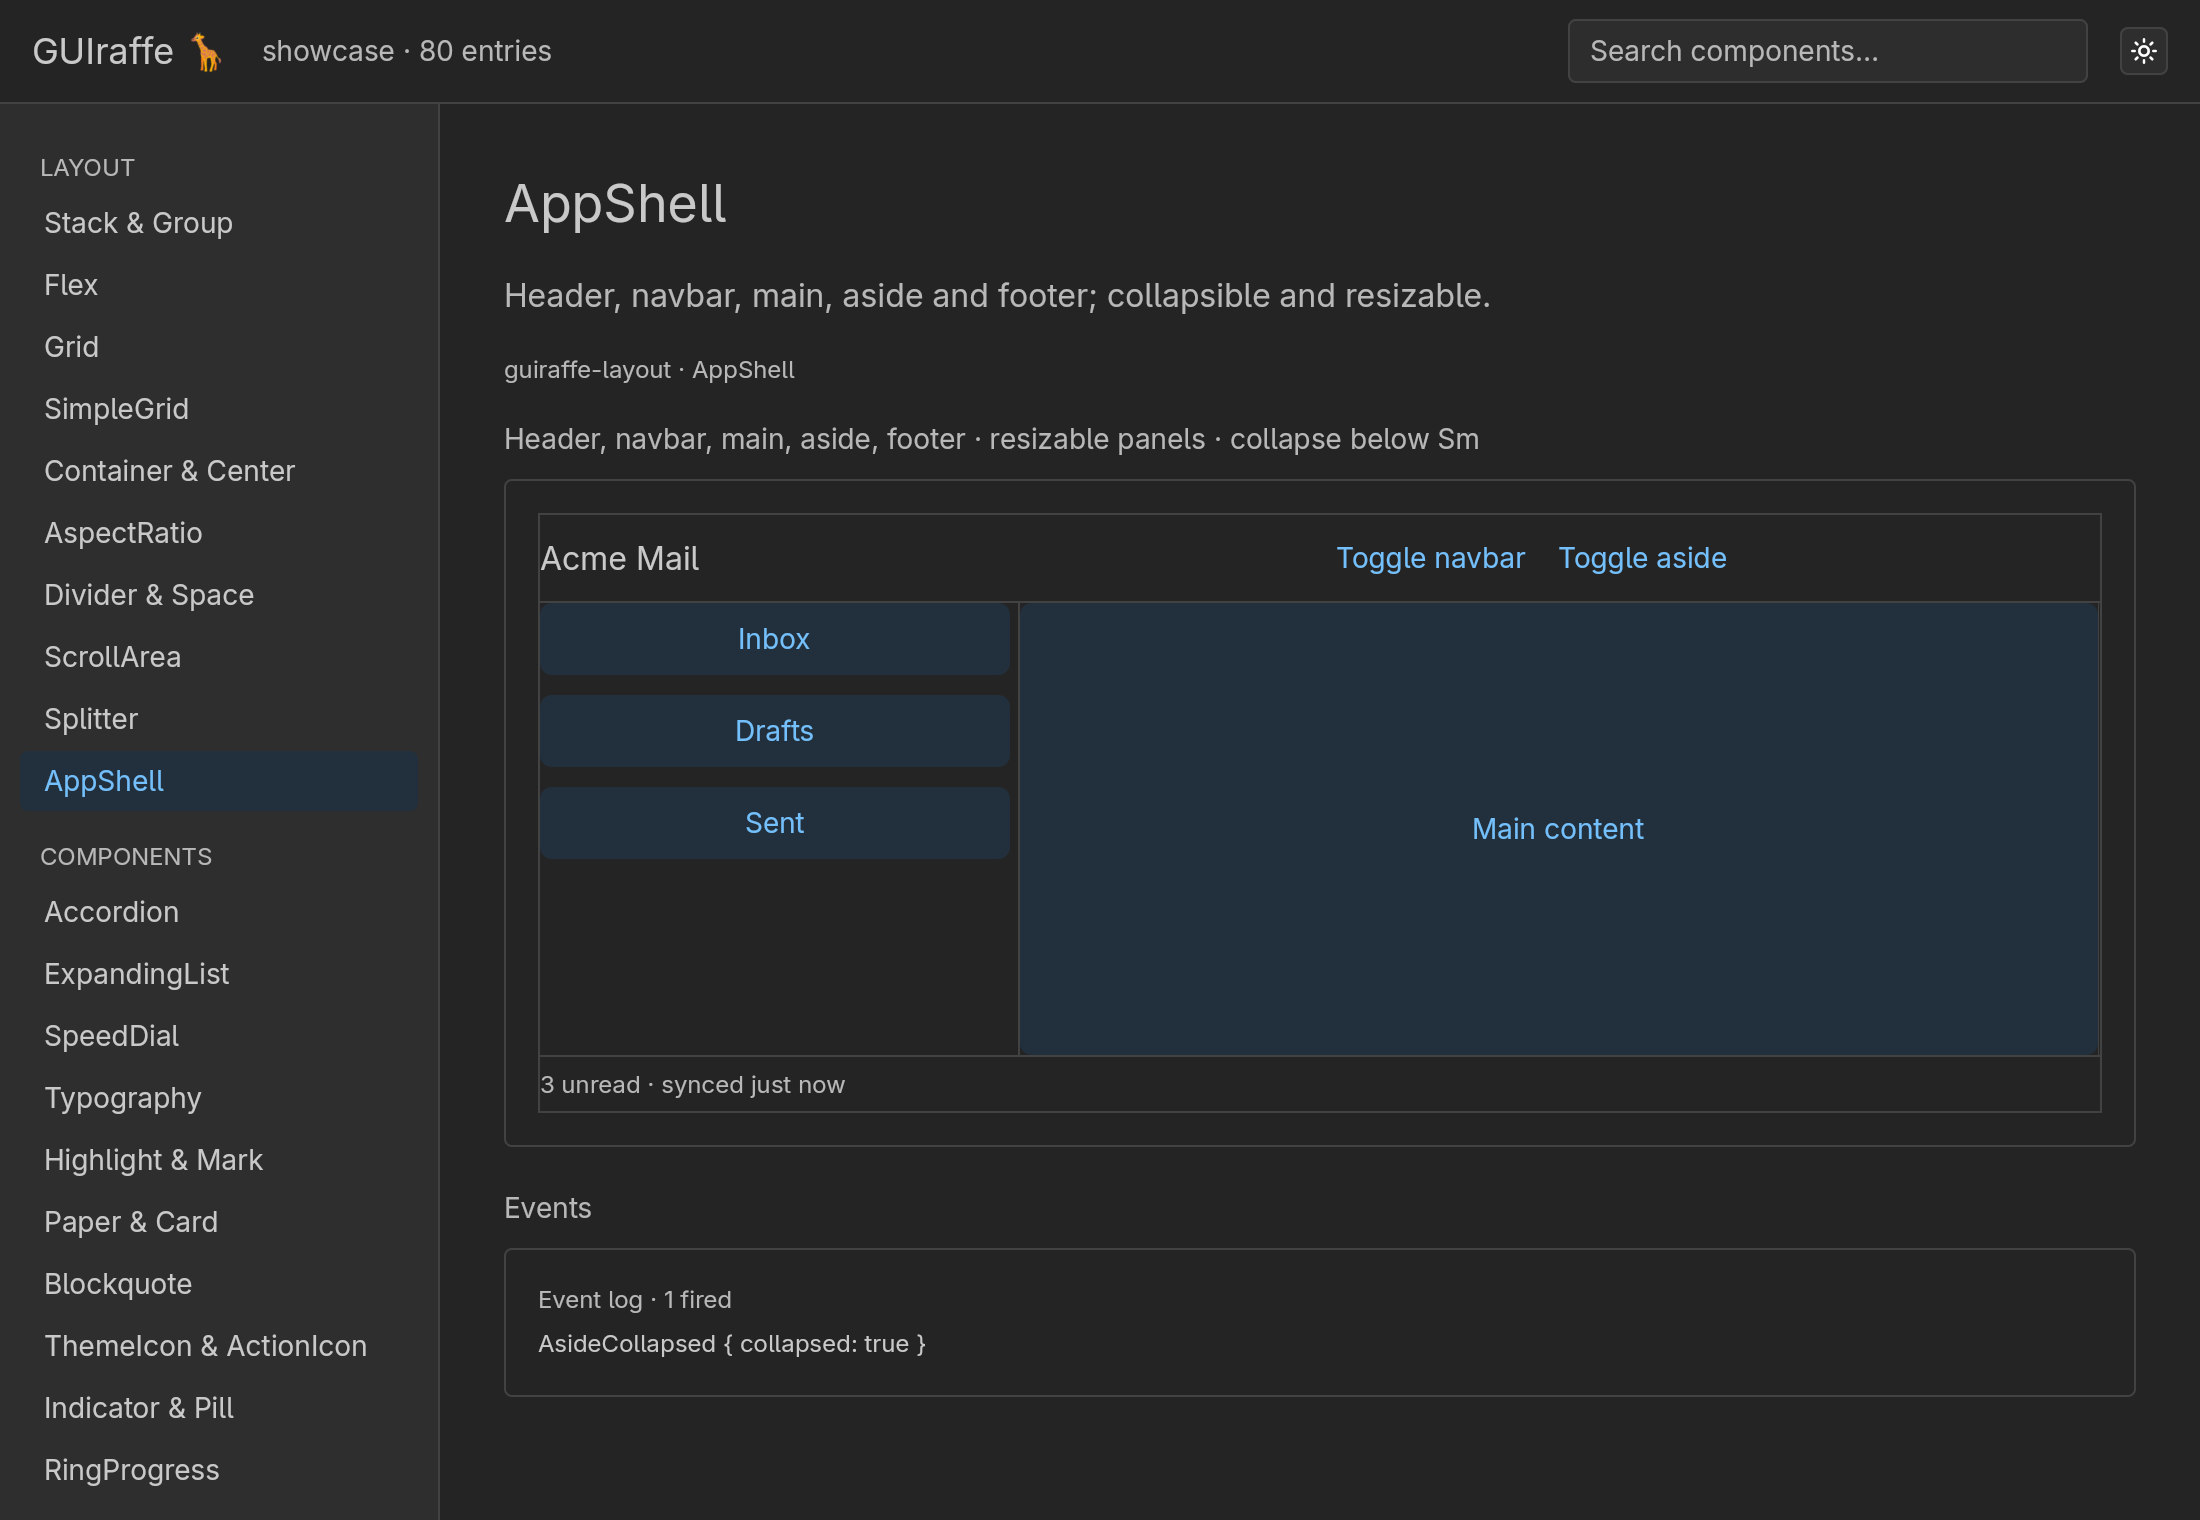 GUIraffe 🦒 showcase · 80 entries
Search components...
LAYOUT
Stack & Group
Flex
Grid
SimpleGrid
Container & Center
AspectRatio
Divider & Space
ScrollArea
Splitter
AppShell
COMPONENTS
Accordion
ExpandingList
SpeedDial
Typography
Highlight & Mark
Paper & Card
Blockquote
ThemeIcon & ActionIcon
Indicator & Pill
RingProgress
AppShell
Header, navbar, main, aside and footer; collapsible and resizable.
guiraffe-layout · AppShell
Header, navbar, main, aside, footer · resizable panels · collapse below Sm
Acme Mail
Toggle navbar
Toggle aside
Inbox
Drafts
Sent
Main content
3 unread · synced just now
Events
Event log · 1 fired
AsideCollapsed { collapsed: true }